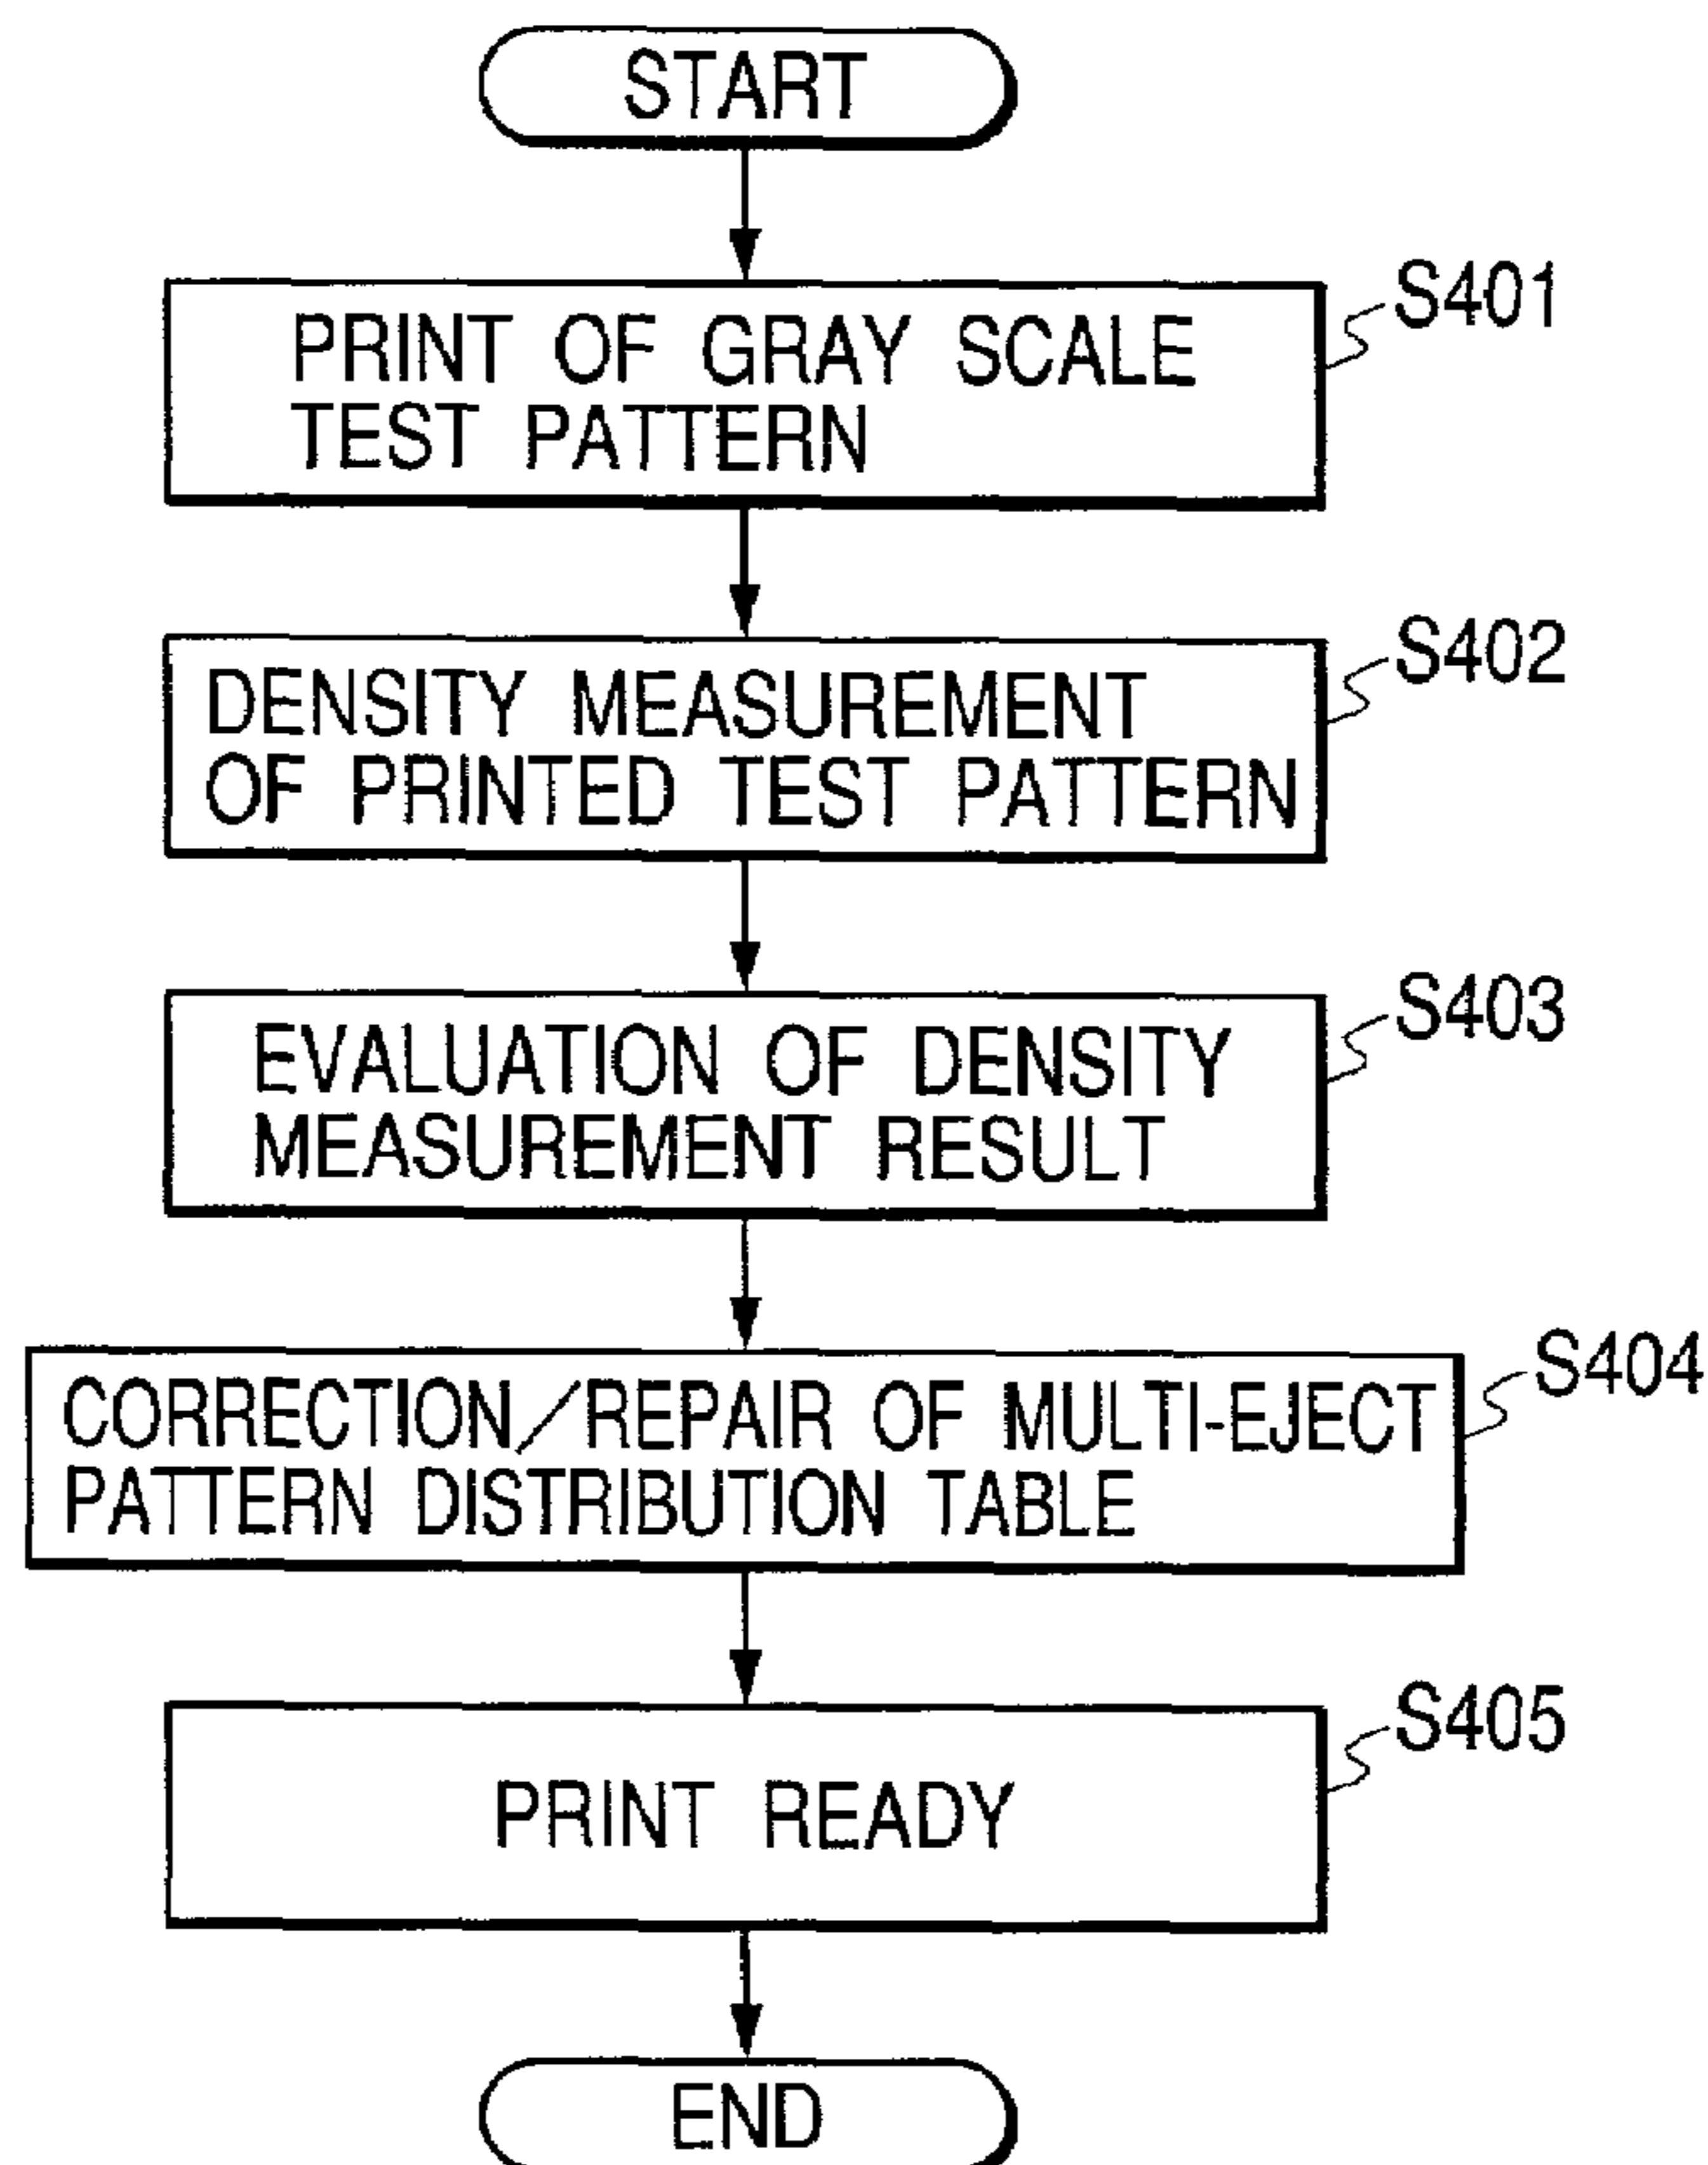 START
S401
PRINT OF GRAY SCALE
TEST PATTERN
S402
DENSITY MEASUREMENT
OF PRINTED TEST PATTERN
S403
EVALUATION OF DENSITY
MEASUREMENT RESULT
S404
CORRECTION/REPAIR OF MULTI-EJECT
PATTERN DISTRIBUTION TABLE
S405
PRINT READY
END